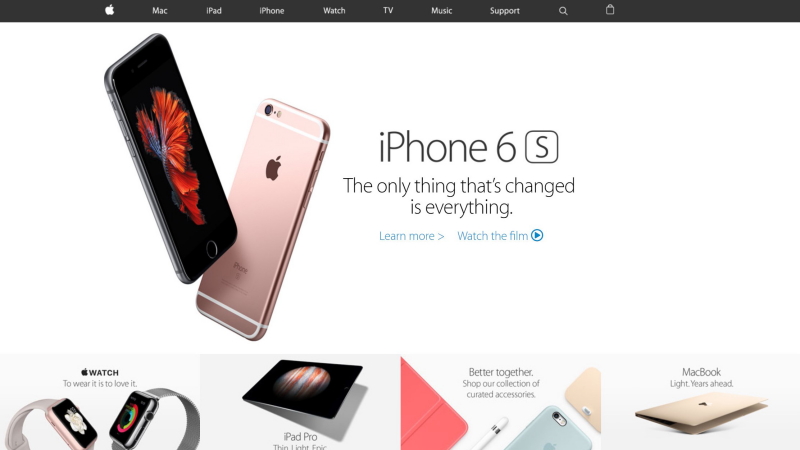 Mac
iPad
iPhone
Watch
TV
Music
Support
iPhone 6 S
The only thing that's changed
is everything.
Learn more >
Watch the film
iPhone
WATCH
To wear it is to love it.
iPad Pro
Thin. Light. Epic.
Better together.
Shop our collection of
curated accessories.
MacBook
Light. Years ahead.